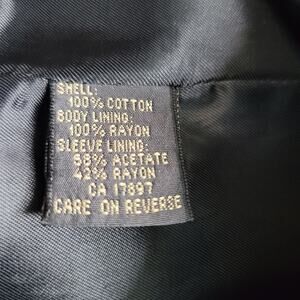 SHELL:
100% COTTON
BODY LINING:
100% RAYON
SLEEVE LINING:
58% ACETATE
42% RAYON
CA 17897
CARE ON REVERSE